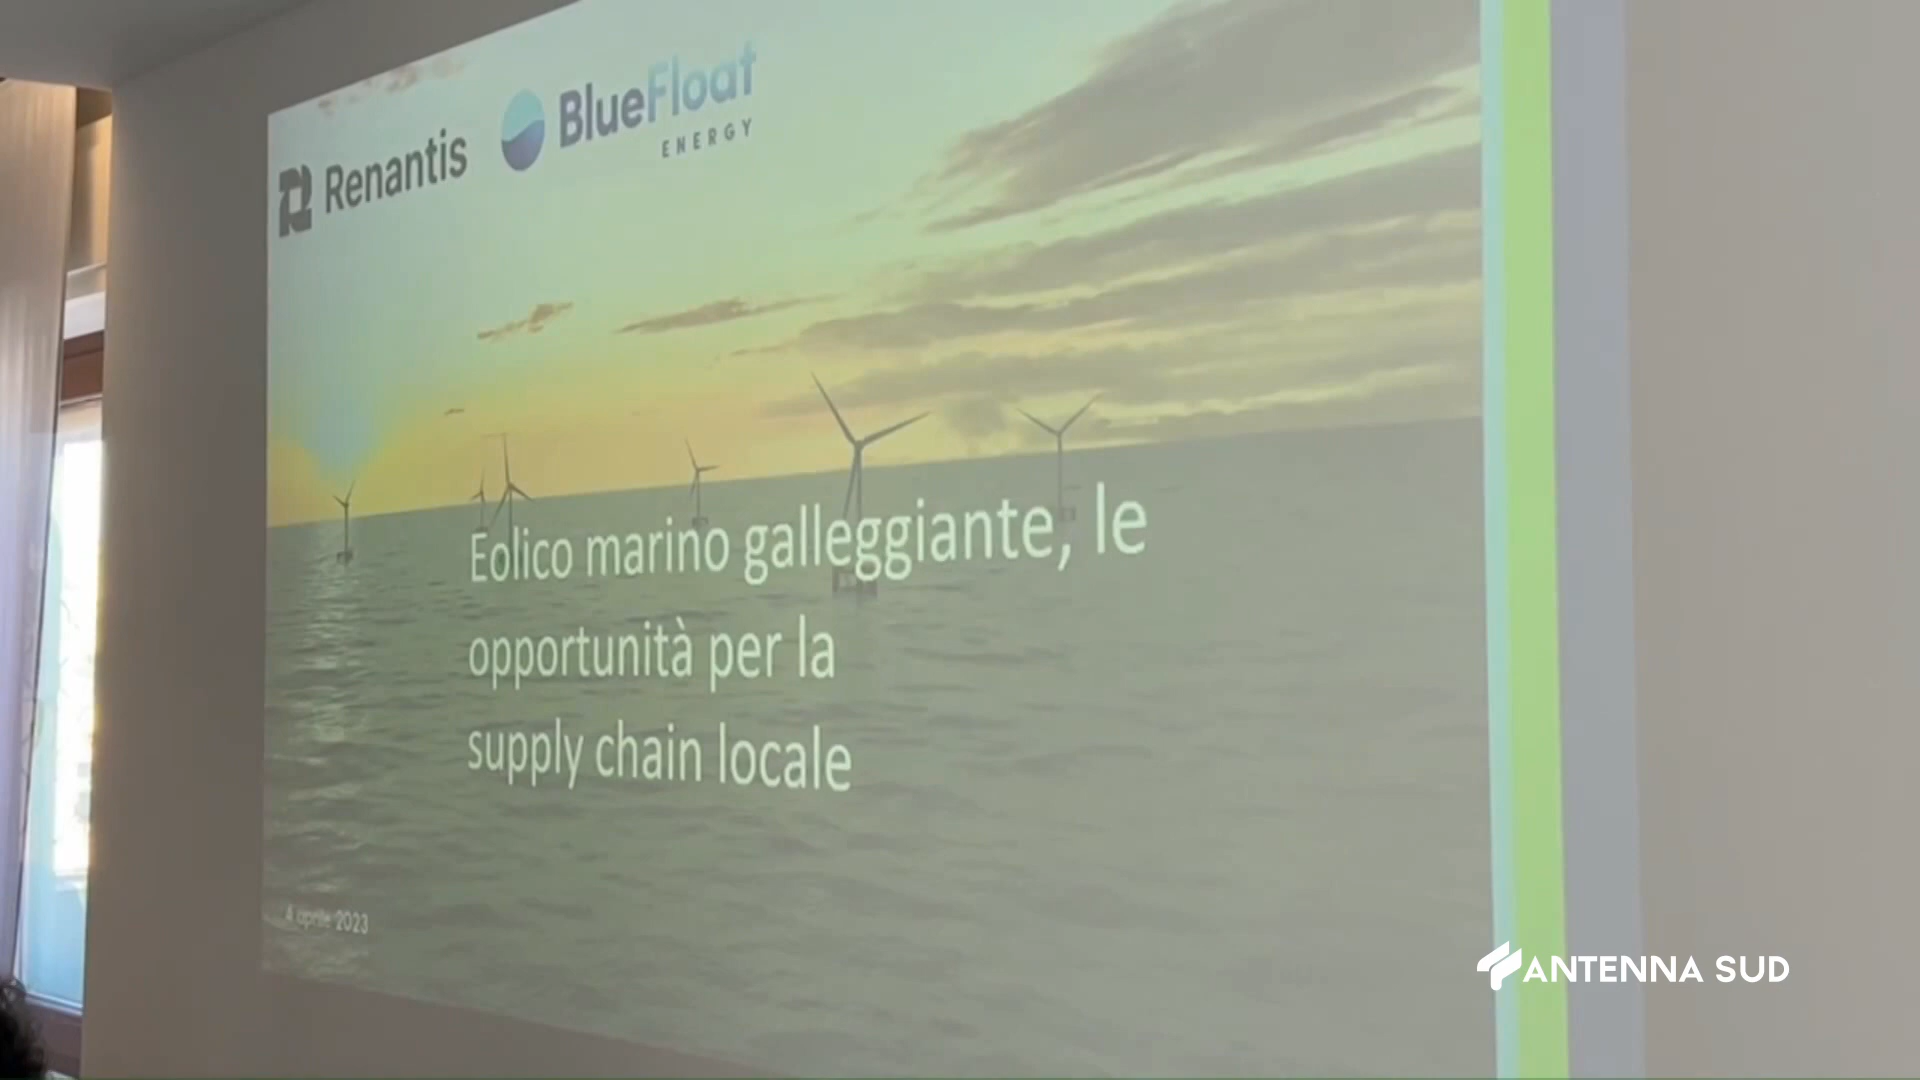 Renantis
BlueFloat
ENERGY
Eolico marino galleggiante, le
opportunità per la
supply chain locale
4 aprile 2023
ANTENNA SUD